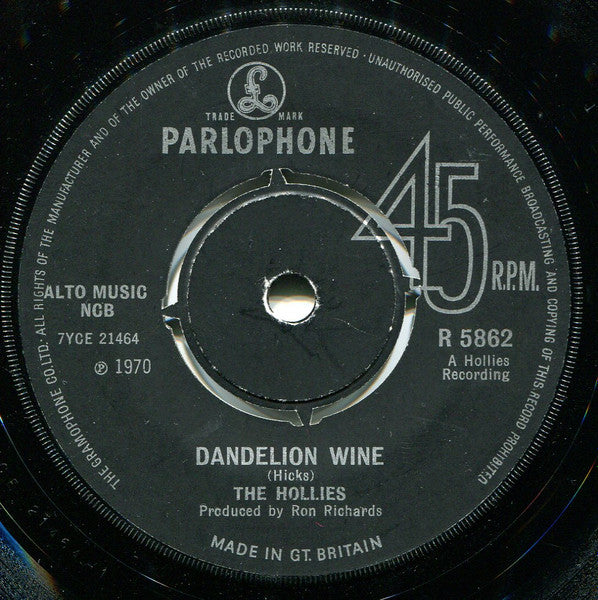 THE GRAMOPHONE CO.LTD. · ALL RIGHTS OF THE MANUFACTURER AND OF THE OWNER OF THE RECORDED WORK RESERVED · UNAUTHORISED PUBLIC PERFORMANCE BROADCASTING AND COPYING OF THIS RECORD PROHIBITED
£
TRADE MARK
PARLOPHONE
45
R.P.M.
ALTO MUSIC
NCB
7YCE 21464
℗ 1970
R 5862
A Hollies
Recording
DANDELION WINE
(Hicks)
THE HOLLIES
Produced by Ron Richards
MADE IN GT. BRITAIN